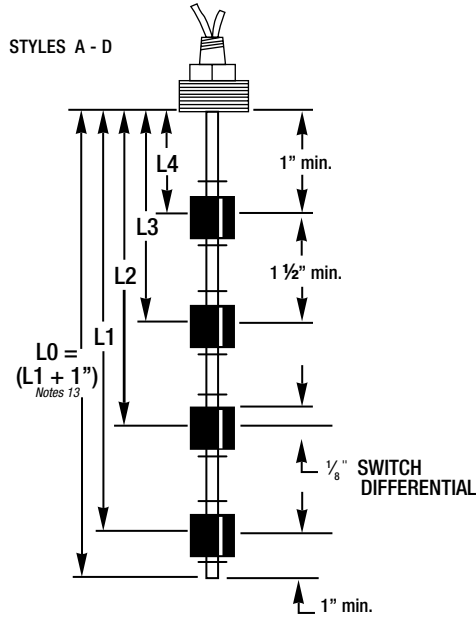 STYLES A - D
L4
1” min.
L3
1 ½” min.
L2
L1
L0 =
(L1 + 1”)
Notes 13
⅛" SWITCH
DIFFERENTIAL
1” min.